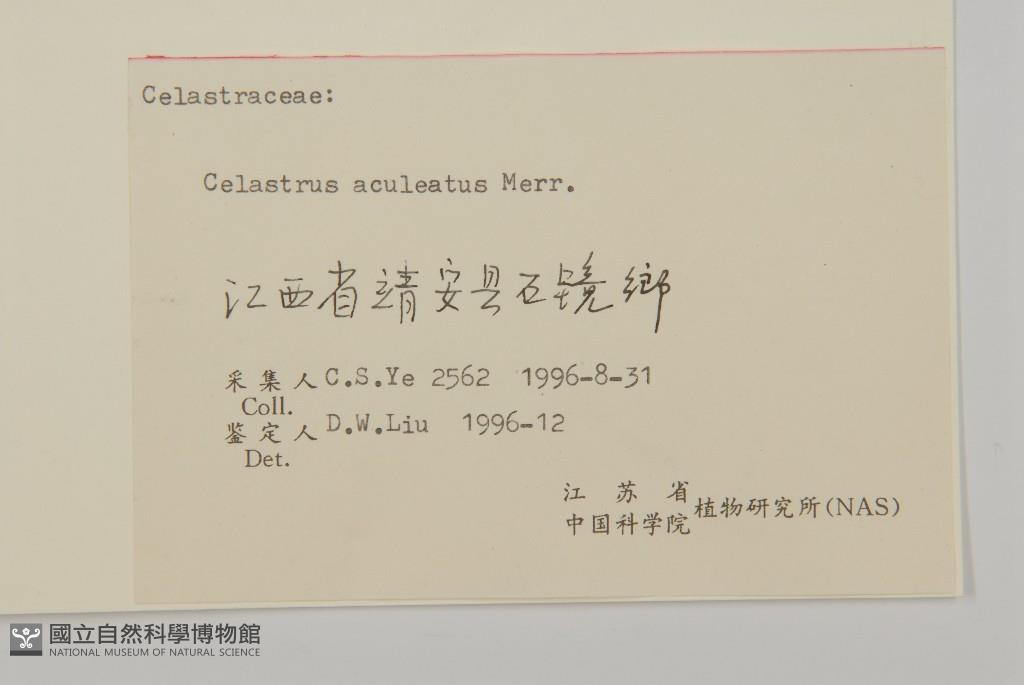 Celastraceae:
Celastrus aculeatus Merr.
江西省靖安县石镜鄉
采集人 C.S.Ye 2562 1996-8-31
Coll.
鉴定人 D.W.Liu 1996-12
Det.
江苏省
中国科学院 植物研究所(NAS)
國立自然科學博物館
NATIONAL MUSEUM OF NATURAL SCIENCE